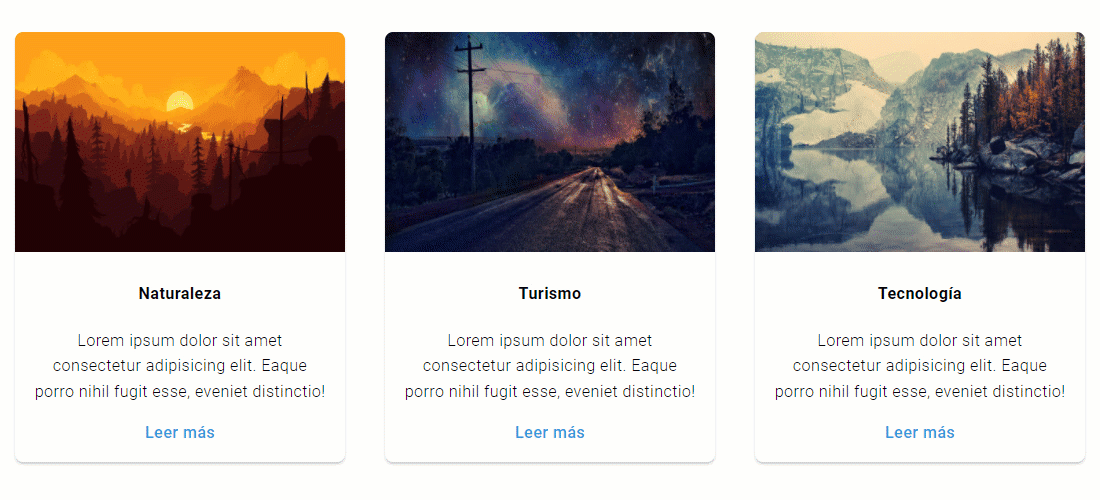 Naturaleza
Lorem ipsum dolor sit amet
consectetur adipisicing elit. Eaque
porro nihil fugit esse, eveniet distinctio!
Leer más
Turismo
Lorem ipsum dolor sit amet
consectetur adipisicing elit. Eaque
porro nihil fugit esse, eveniet distinctio!
Leer más
Tecnología
Lorem ipsum dolor sit amet
consectetur adipisicing elit. Eaque
porro nihil fugit esse, eveniet distinctio!
Leer más